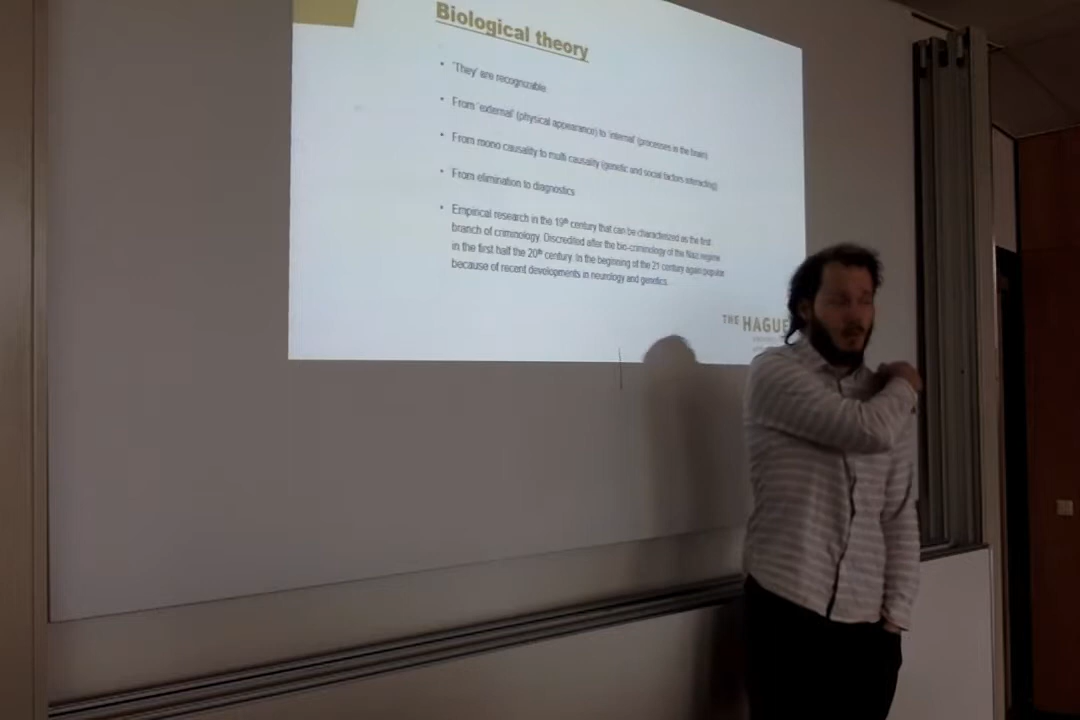 Biological theory
• 'They' are recognizable.
• From 'external' (physical appearance) to 'internal' (processes in the brain)
• From mono causality to multi causality (genetic and social factors interacting)
• From elimination to diagnostics
• Empirical research in the 19th century that can be characterized as the first
branch of criminology. Discredited after the bio-criminology of the Nazi regime
in the first half the 20th century. In the beginning of the 21 century again popular
because of recent developments in neurology and genetics.
THE HAGUE